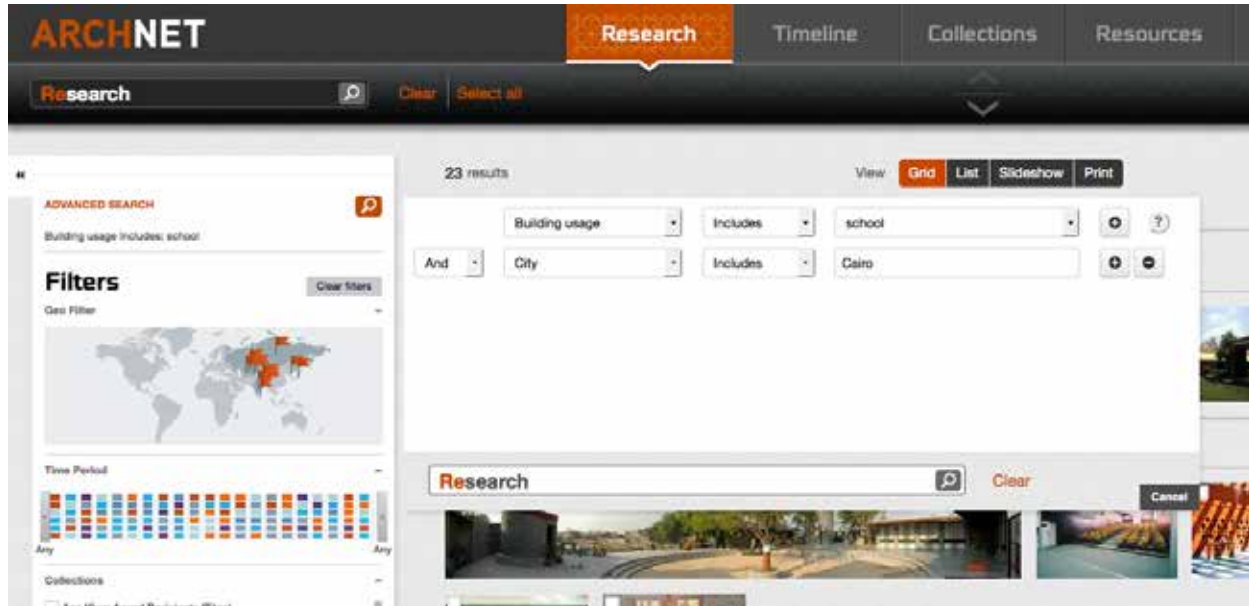 ARCHNET
Research Timeline Collections Resources
Research Clear Select all
«
23 results View Grid List Slideshow Print
ADVANCED SEARCH
Building usage Includes: school
Building usage Includes school ?
And City Includes Cairo
Filters Clear filters
Geo Filter
Time Period
Research Clear
Cancel
Any Any
Collections